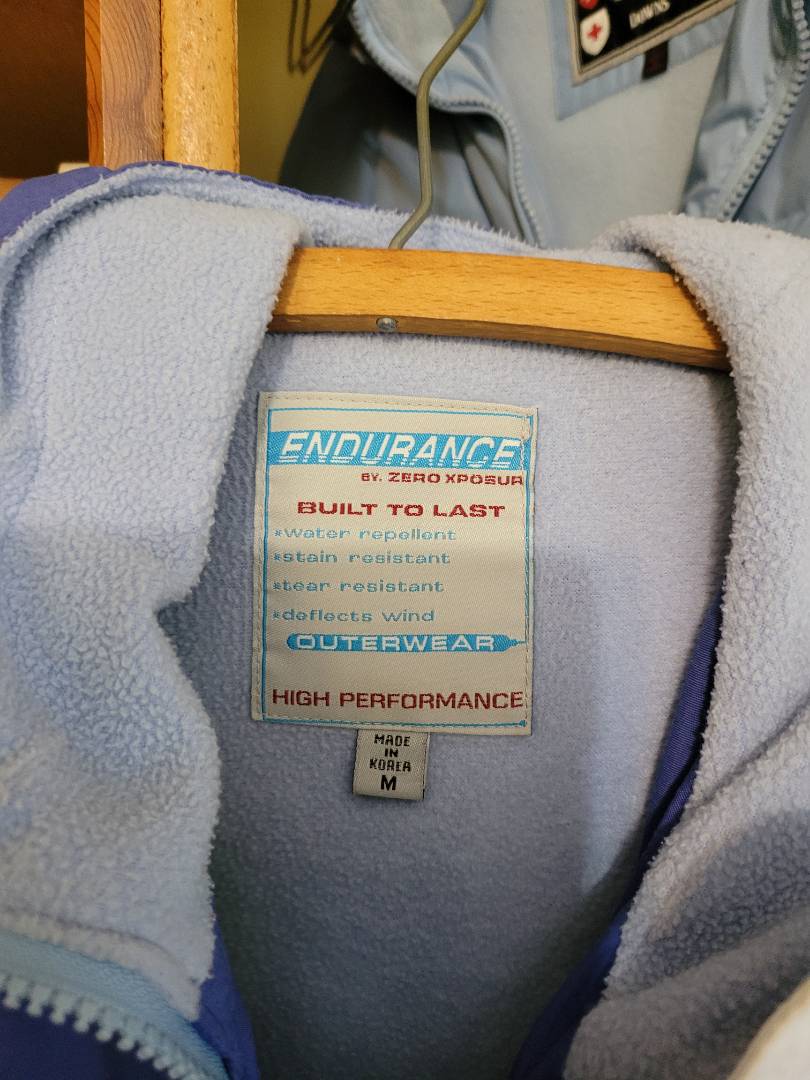 DOWNS
ENDURANCE
BY. ZERO XPOSUR
BUILT TO LAST
*water repellent
*stain resistant
*tear resistant
*deflects wind
OUTERWEAR
HIGH PERFORMANCE
MADE
IN
KOREA
M